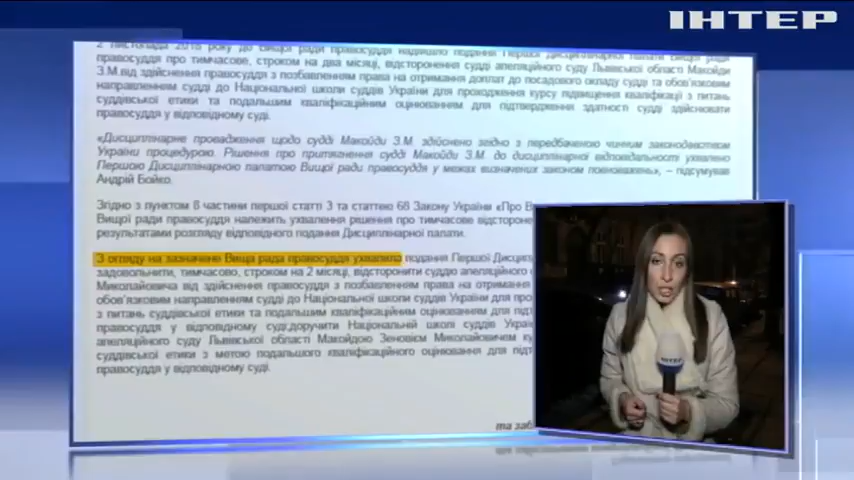 ІНТЕР
2 листопада 2018 року до Вищої ради правосуддя надійшло подання Першої Дисциплінарної палати Вищої ради
правосуддя про тимчасове, строком на два місяці, відсторонення судді апеляційного суду Львівської області Макойди
З.М.від здійснення правосуддя з позбавленням права на отримання доплат до посадового окладу судді та обов'язковим
направленням судді до Національної школи суддів України для проходження курсу підвищення кваліфікації з питань
суддівської етики та подальшим кваліфікаційним оцінюванням для підтвердження здатності судді здійснювати
правосуддя у відповідному суді.
«Дисциплінарне провадження щодо судді Макойди З.М. здійснено згідно з передбаченою чинним законодавством
України процедурою. Рішення про притягнення судді Макойди З.М. до дисциплінарної відповідальності ухвалено
Першою Дисциплінарною палатою Вищої ради правосуддя у межах визначених законом повноважень», – підсумував
Андрій Бойко.
Згідно з пунктом 6 частини першої статті 3 та статтею 68 Закону України «Про В
Вищої ради правосуддя належить ухвалення рішення про тимчасове відсторонe
результатами розгляду відповідного подання Дисциплінарної палати.
З огляду на зазначене Вища рада правосуддя ухвалила подання Першої Дисцип
задовольнити, тимчасово, строком на 2 місяці, відсторонити суддю апеляційного с
Миколайовича від здійснення правосуддя з позбавленням права на отримання
обов'язковим направленням судді до Національної школи суддів України для про
з питань суддівської етики та подальшим кваліфікаційним оцінюванням для підт
правосуддя у відповідному суді;доручити Національній школі суддів Украї
апеляційного суду Львівської області Макойдою Зеновієм Миколайовичем ку
суддівської етики з метою подальшого кваліфікаційного оцінювання для підт
правосуддя у відповідному суді.
та заб
ІНТЕР